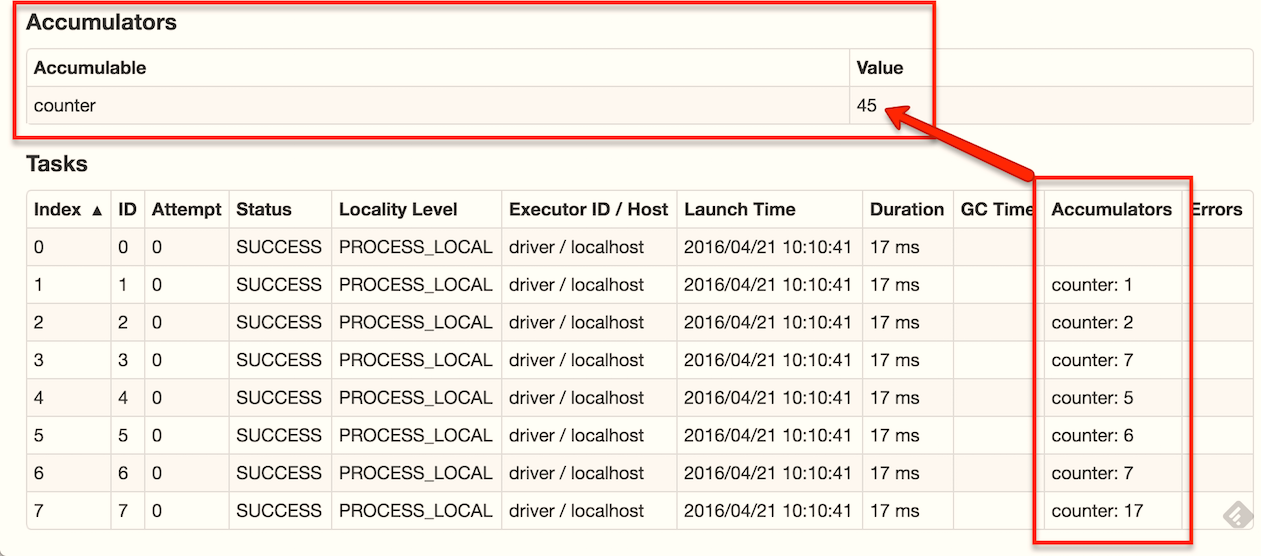 Accumulators
Accumulable Value
counter 45
Tasks
Index ▲ ID Attempt Status Locality Level Executor ID / Host Launch Time Duration GC Time Accumulators Errors
0 0 0 SUCCESS PROCESS_LOCAL driver / localhost 2016/04/21 10:10:41 17 ms
1 1 0 SUCCESS PROCESS_LOCAL driver / localhost 2016/04/21 10:10:41 17 ms counter: 1
2 2 0 SUCCESS PROCESS_LOCAL driver / localhost 2016/04/21 10:10:41 17 ms counter: 2
3 3 0 SUCCESS PROCESS_LOCAL driver / localhost 2016/04/21 10:10:41 17 ms counter: 7
4 4 0 SUCCESS PROCESS_LOCAL driver / localhost 2016/04/21 10:10:41 17 ms counter: 5
5 5 0 SUCCESS PROCESS_LOCAL driver / localhost 2016/04/21 10:10:41 17 ms counter: 6
6 6 0 SUCCESS PROCESS_LOCAL driver / localhost 2016/04/21 10:10:41 17 ms counter: 7
7 7 0 SUCCESS PROCESS_LOCAL driver / localhost 2016/04/21 10:10:41 17 ms counter: 17